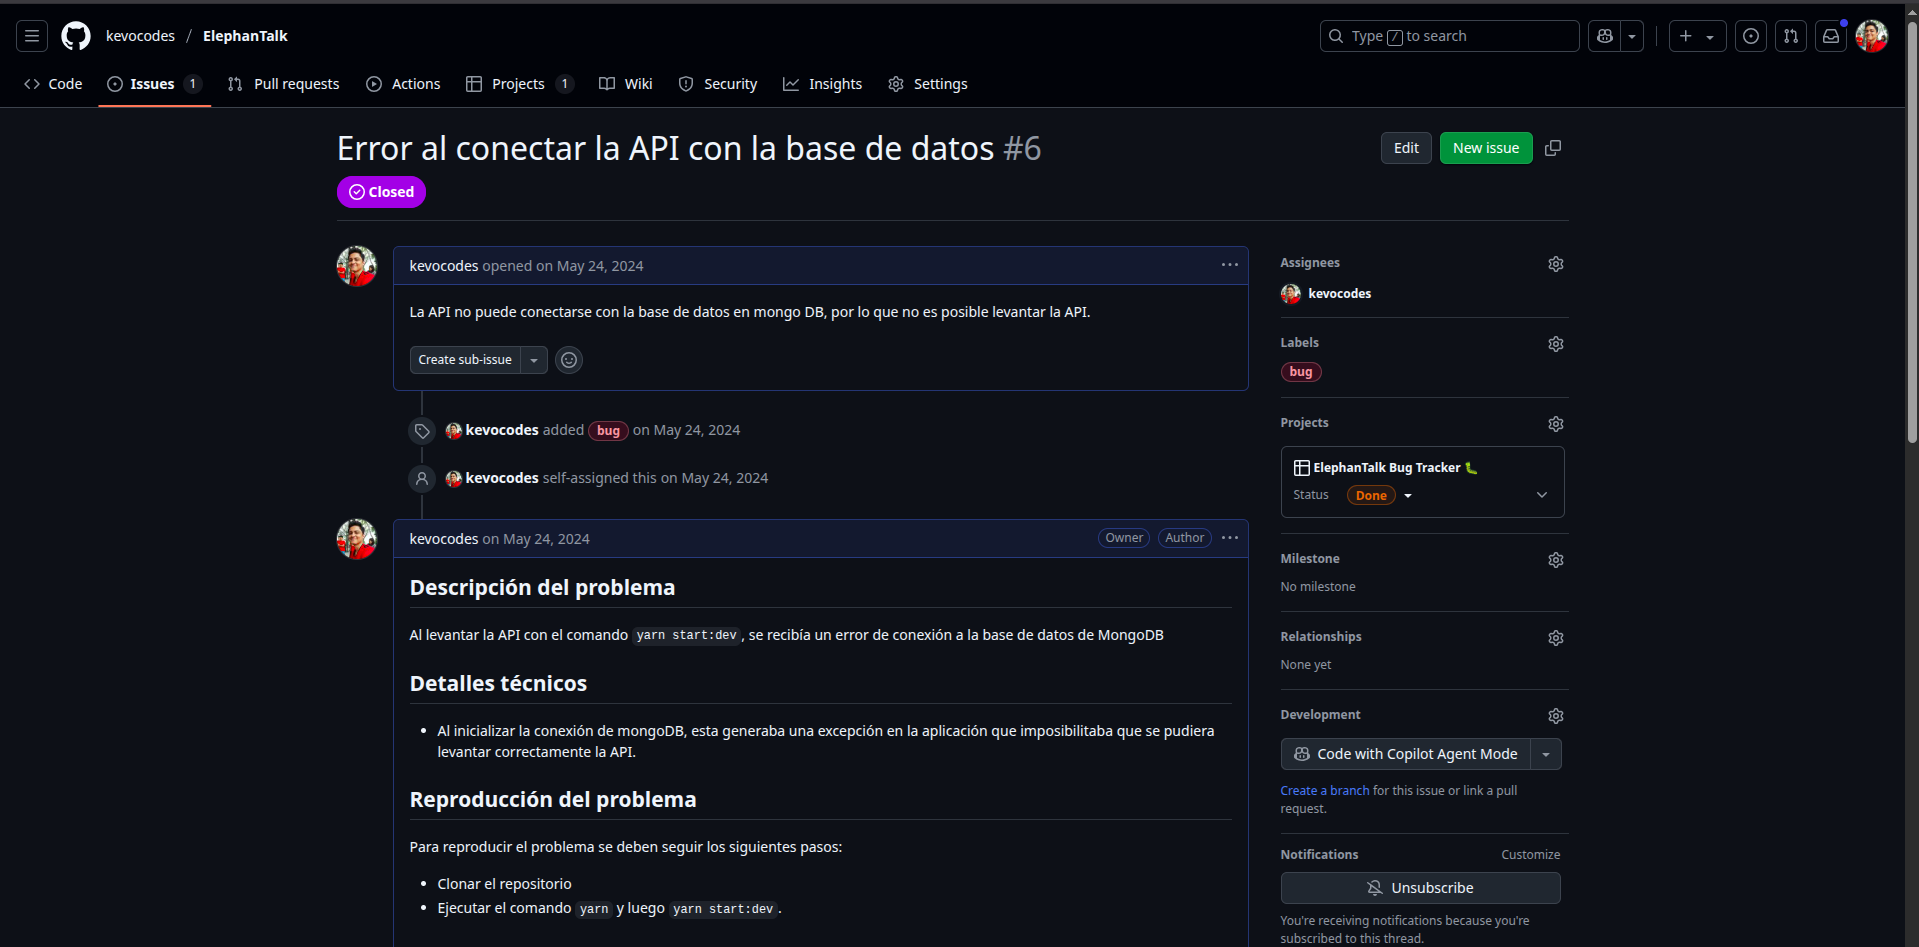 kevocodes / ElephanTalk
Type / to search
Code
Issues 1
Pull requests
Actions
Projects 1
Wiki
Security
Insights
Settings
Error al conectar la API con la base de datos #6
Edit
New issue
Closed
kevocodes opened on May 24, 2024
La API no puede conectarse con la base de datos en mongo DB, por lo que no es posible levantar la API.
Create sub-issue
kevocodes added bug on May 24, 2024
kevocodes self-assigned this on May 24, 2024
kevocodes on May 24, 2024
Owner
Author
Descripción del problema
Al levantar la API con el comando yarn start:dev, se recibía un error de conexión a la base de datos de MongoDB
Detalles técnicos
• Al inicializar la conexión de mongoDB, esta generaba una excepción en la aplicación que imposibilitaba que se pudiera
levantar correctamente la API.
Reproducción del problema
Para reproducir el problema se deben seguir los siguientes pasos:
• Clonar el repositorio
• Ejecutar el comando yarn y luego yarn start:dev.
Assignees
kevocodes
Labels
bug
Projects
ElephanTalk Bug Tracker 🐛
Status Done
Milestone
No milestone
Relationships
None yet
Development
Code with Copilot Agent Mode
Create a branch for this issue or link a pull
request.
Notifications
Customize
Unsubscribe
You're receiving notifications because you're
subscribed to this thread.